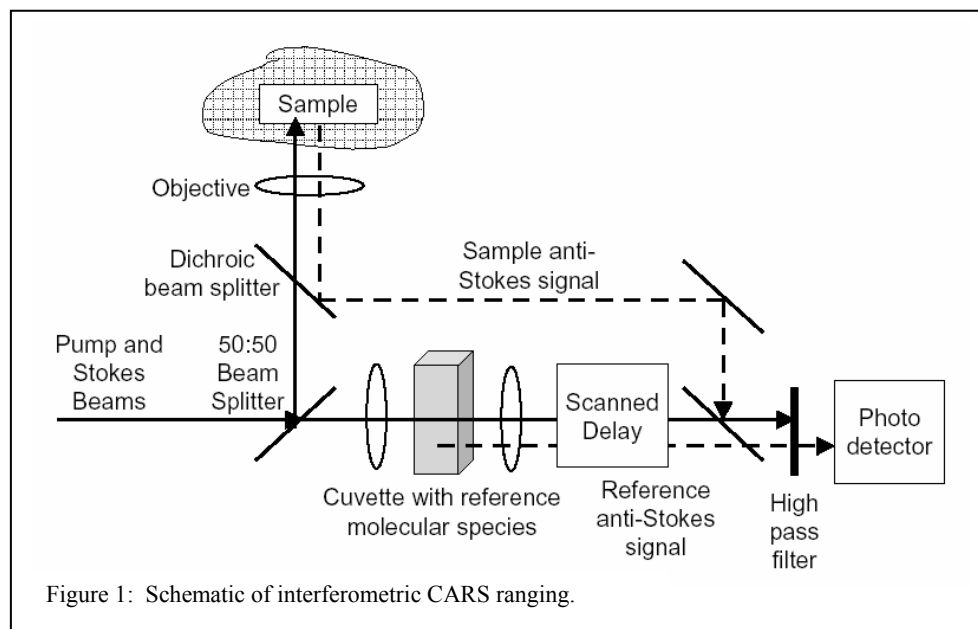 Sample
Objective
Dichroic
beam splitter
Sample anti-
Stokes signal
Pump and
Stokes
Beams
50:50
Beam
Splitter
Scanned
Delay
Photo
detector
Cuvette with reference
molecular species
Reference
anti-Stokes
signal
High
pass
filter
Figure 1: Schematic of interferometric CARS ranging.